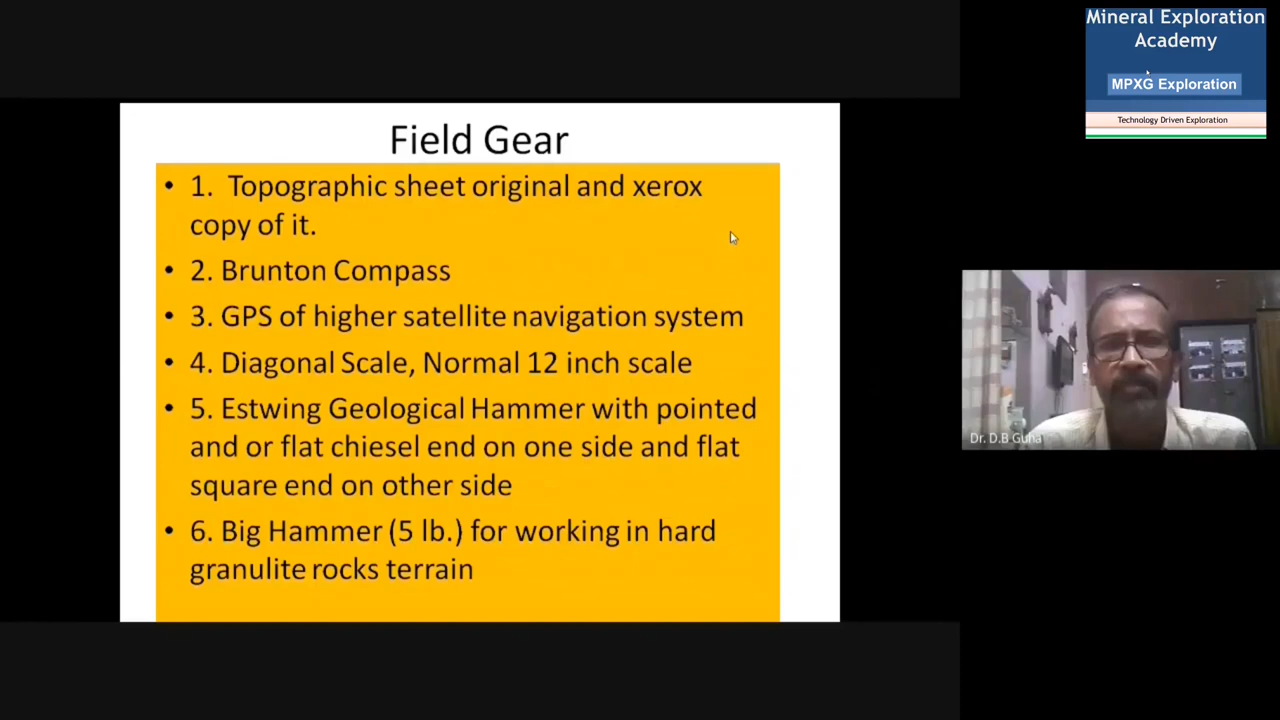 Mineral Exploration
Academy
MPXG Exploration
Technology Driven Exploration
Field Gear
• 1. Topographic sheet original and xerox
copy of it.
• 2. Brunton Compass
• 3. GPS of higher satellite navigation system
• 4. Diagonal Scale, Normal 12 inch scale
• 5. Estwing Geological Hammer with pointed
and or flat chiesel end on one side and flat
square end on other side
• 6. Big Hammer (5 lb.) for working in hard
granulite rocks terrain
Dr. D.B Guha